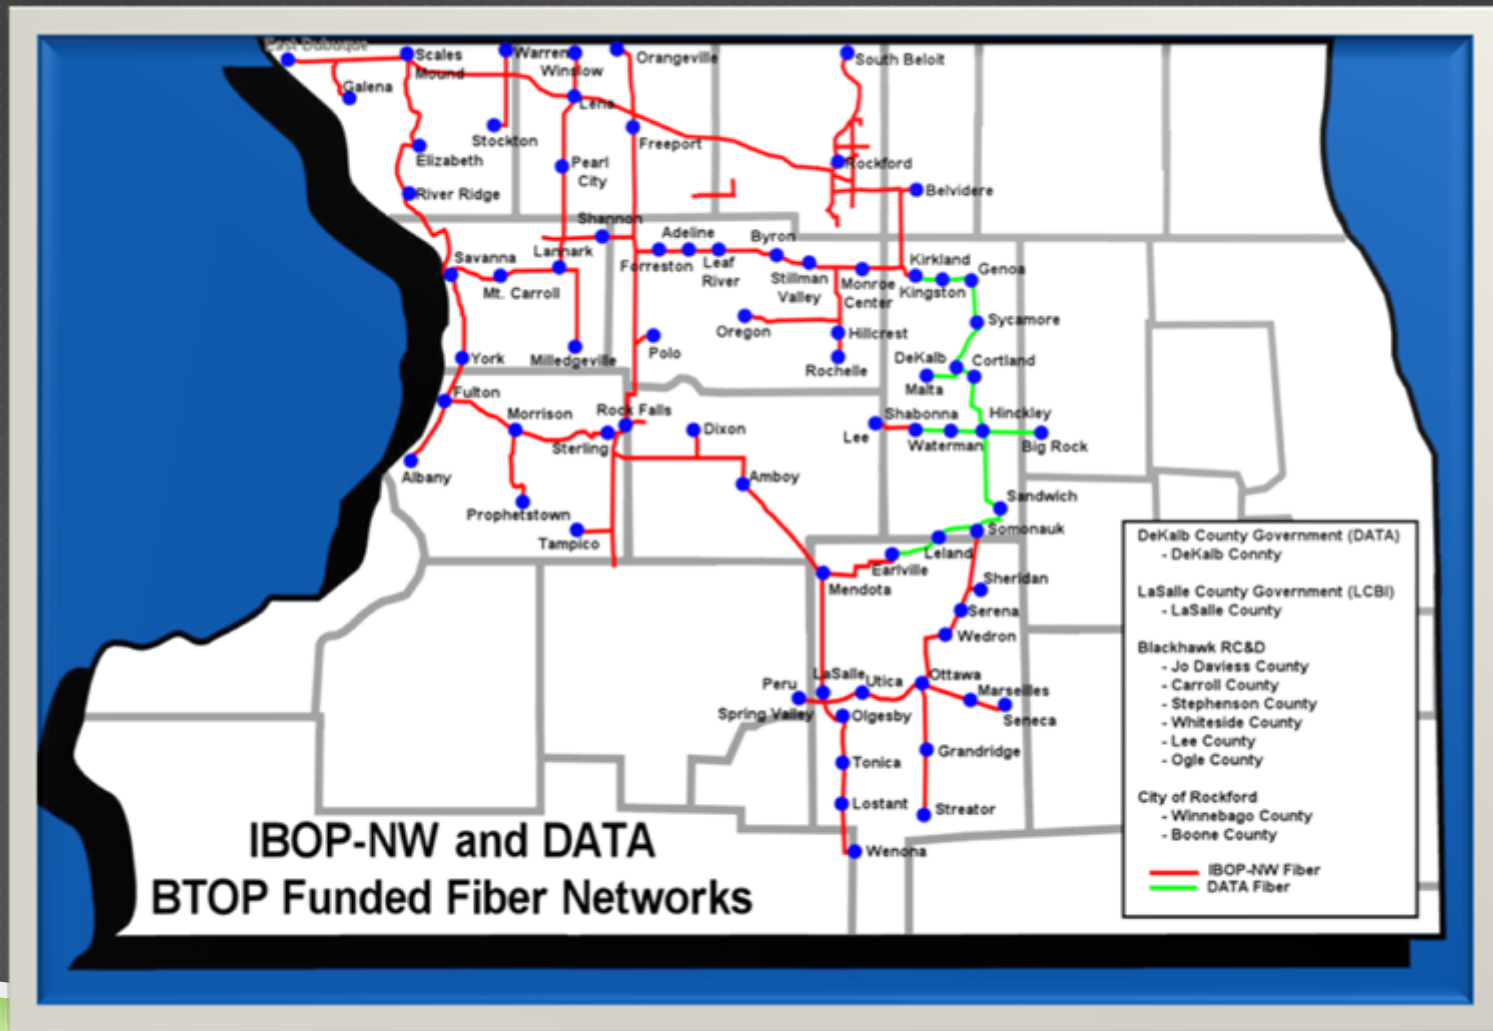 East Dubuque
Scales
Mound
Warren
Winslow
Orangeville
South Beloit
Galena
Lena
Stockton
Freeport
Elizabeth
Pearl
City
Rockford
River Ridge
Belvidere
Shannon
Savanna
Lannark
Adeline
Byron
Kirkland
Genoa
Forreston
Leaf
River
Mt. Carroll
Stillman
Valley
Monroe
Center
Kingston
Oregon
Hillcrest
Sycamore
York
Milledgeville
Polo
Rochelle
DeKalb
Cortland
Malta
Fulton
Morrison
Rock Falls
Dixon
Shabonna
Hinckley
Lee
Waterman
Big Rock
Sterling
Albany
Amboy
Prophetstown
Sandwich
Tampico
Somonauk
Leland
Earlville
Mendota
Sheridan
Serena
Wedron
Peru
LaSalle
Utica
Ottawa
Marseilles
Spring Valley
Olgesby
Seneca
Tonica
Grandridge
Lostant
Streator
Wenona
DeKalb County Government (DATA)
- DeKalb Connty
LaSalle County Government (LCBI)
- LaSalle County
Blackhawk RC&D
- Jo Daviess County
- Carroll County
- Stephenson County
- Whiteside County
- Lee County
- Ogle County
City of Rockford
- Winnebago County
- Boone County
IBOP-NW Fiber
DATA Fiber
IBOP-NW and DATA
BTOP Funded Fiber Networks